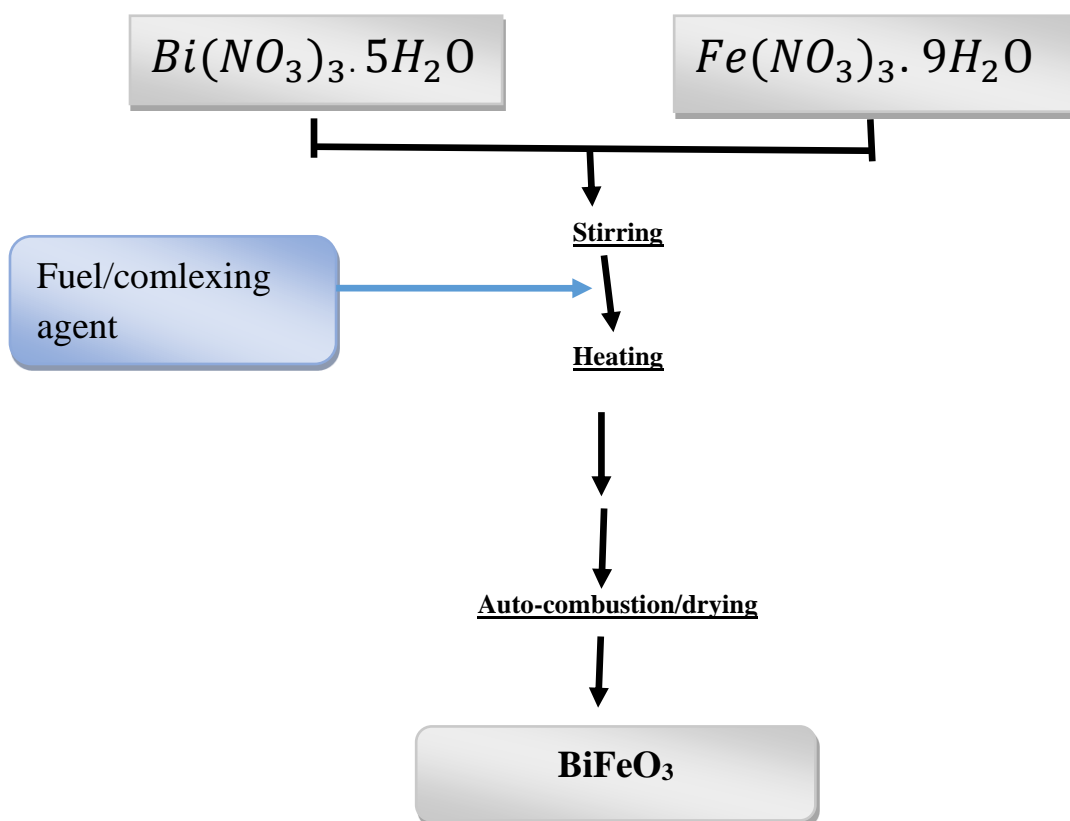 Bi(NO₃)₃. 5H₂O
Fe(NO₃)₃. 9H₂O
Stirring
Fuel/comlexing
agent
Heating
Auto-combustion/drying
BiFeO₃